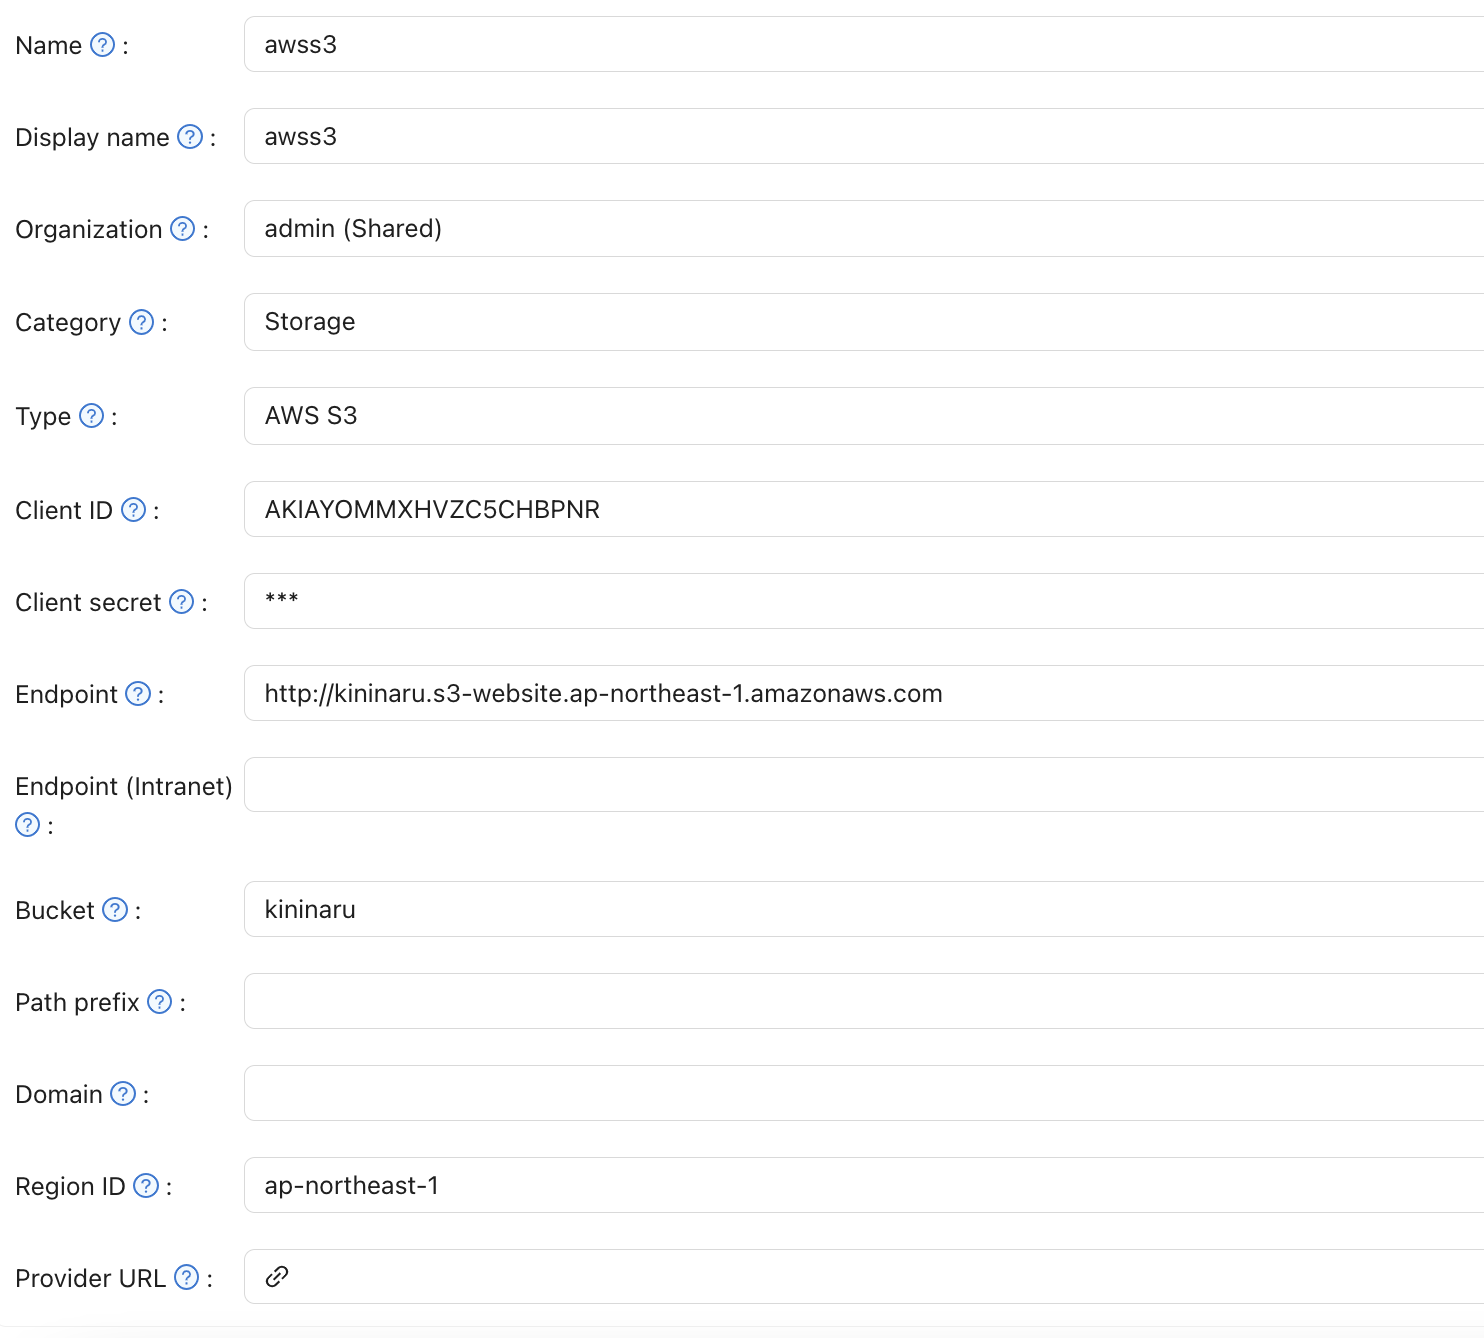 Name ? : awss3
Display name ? : awss3
Organization ? : admin (Shared)
Category ? : Storage
Type ? : AWS S3
Client ID ? : AKIAYOMMXHVZC5CHBPNR
Client secret ? : ***
Endpoint ? : http://kininaru.s3-website.ap-northeast-1.amazonaws.com
Endpoint (Intranet)
? :
Bucket ? : kininaru
Path prefix ? :
Domain ? :
Region ID ? : ap-northeast-1
Provider URL ? :